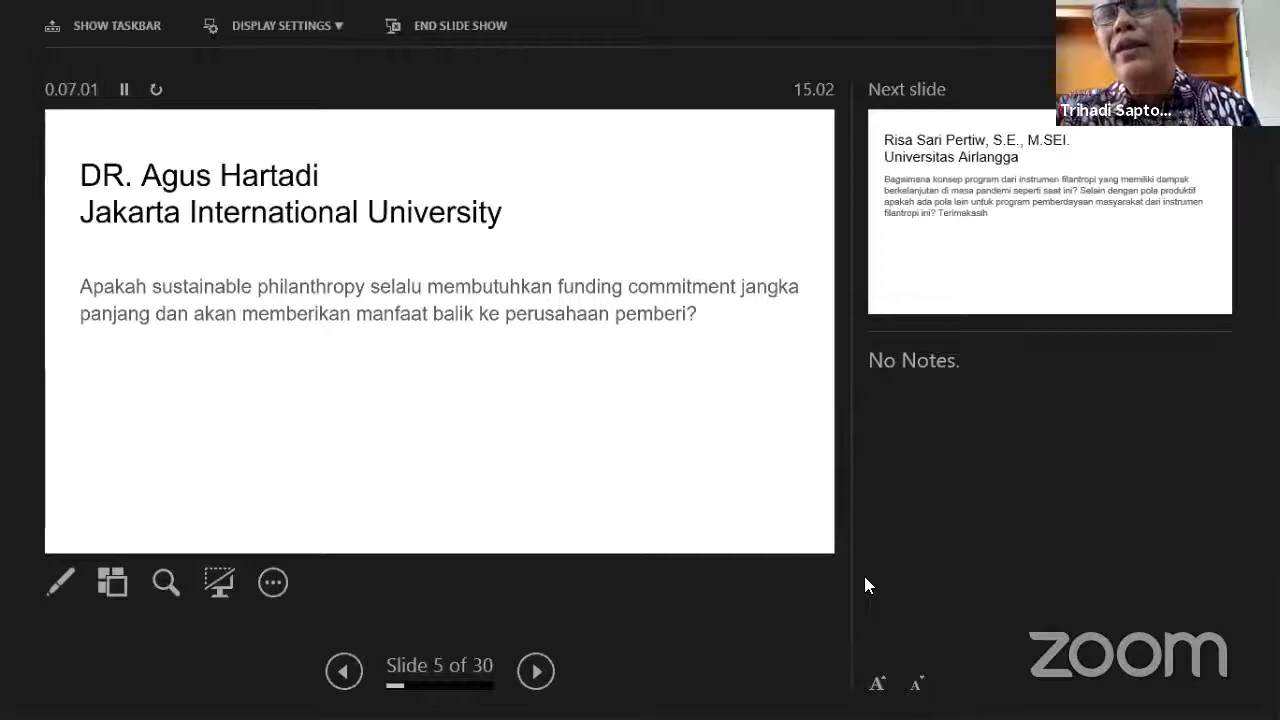 SHOW TASKBAR
DISPLAY SETTINGS ▼
END SLIDE SHOW
0.07.01
15.02
DR. Agus Hartadi
Jakarta International University
Apakah sustainable philanthropy selalu membutuhkan funding commitment jangka
panjang dan akan memberikan manfaat balik ke perusahaan pemberi?
Slide 5 of 30
Next slide
Trihadi Sapto...
Risa Sari Pertiw, S.E., M.SEI.
Universitas Airlangga
Bagaimana konsep program dari instrumen filantropi yang memiliki dampak
berkelanjutan di masa pandemi seperti saat ini? Selain dengan pola produktif
apakah ada pola lain untuk program pemberdayaan masyarakat dari instrumen
filantropi ini? Terimakasih
No Notes.
A A
zoom